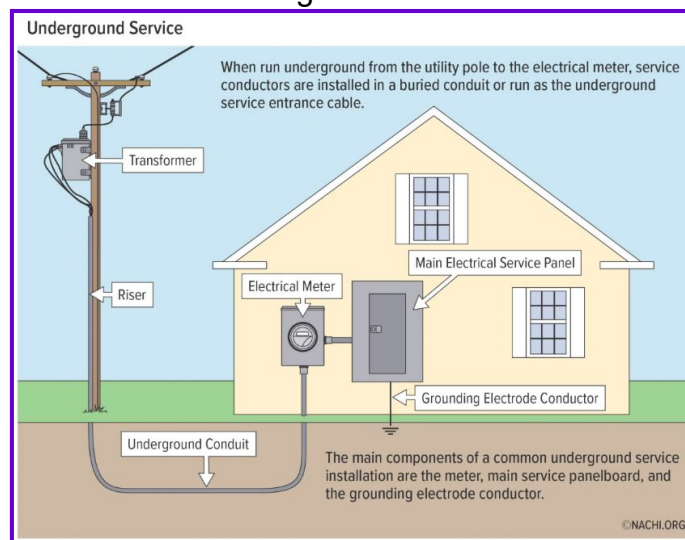 Underground Service
When run underground from the utility pole to the electrical meter, service
conductors are installed in a buried conduit or run as the underground
service entrance cable.
Transformer
Main Electrical Service Panel
Electrical Meter
Riser
Grounding Electrode Conductor
Underground Conduit
The main components of a common underground service
installation are the meter, main service panelboard, and
the grounding electrode conductor.
©NACHI.ORG